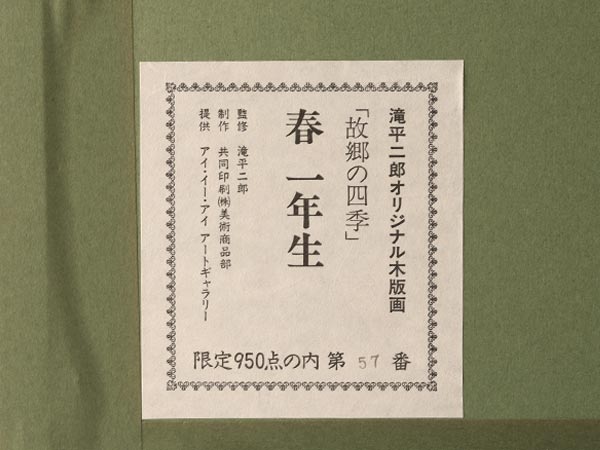 滝平二郎オリジナル木版画
「故郷の四季」
春 一年生
監修 滝平二郎
制作 共同印刷㈱美術商品部
提供 アイ・イー・アイ アートギャラリー
限定950点の内 第 57 番